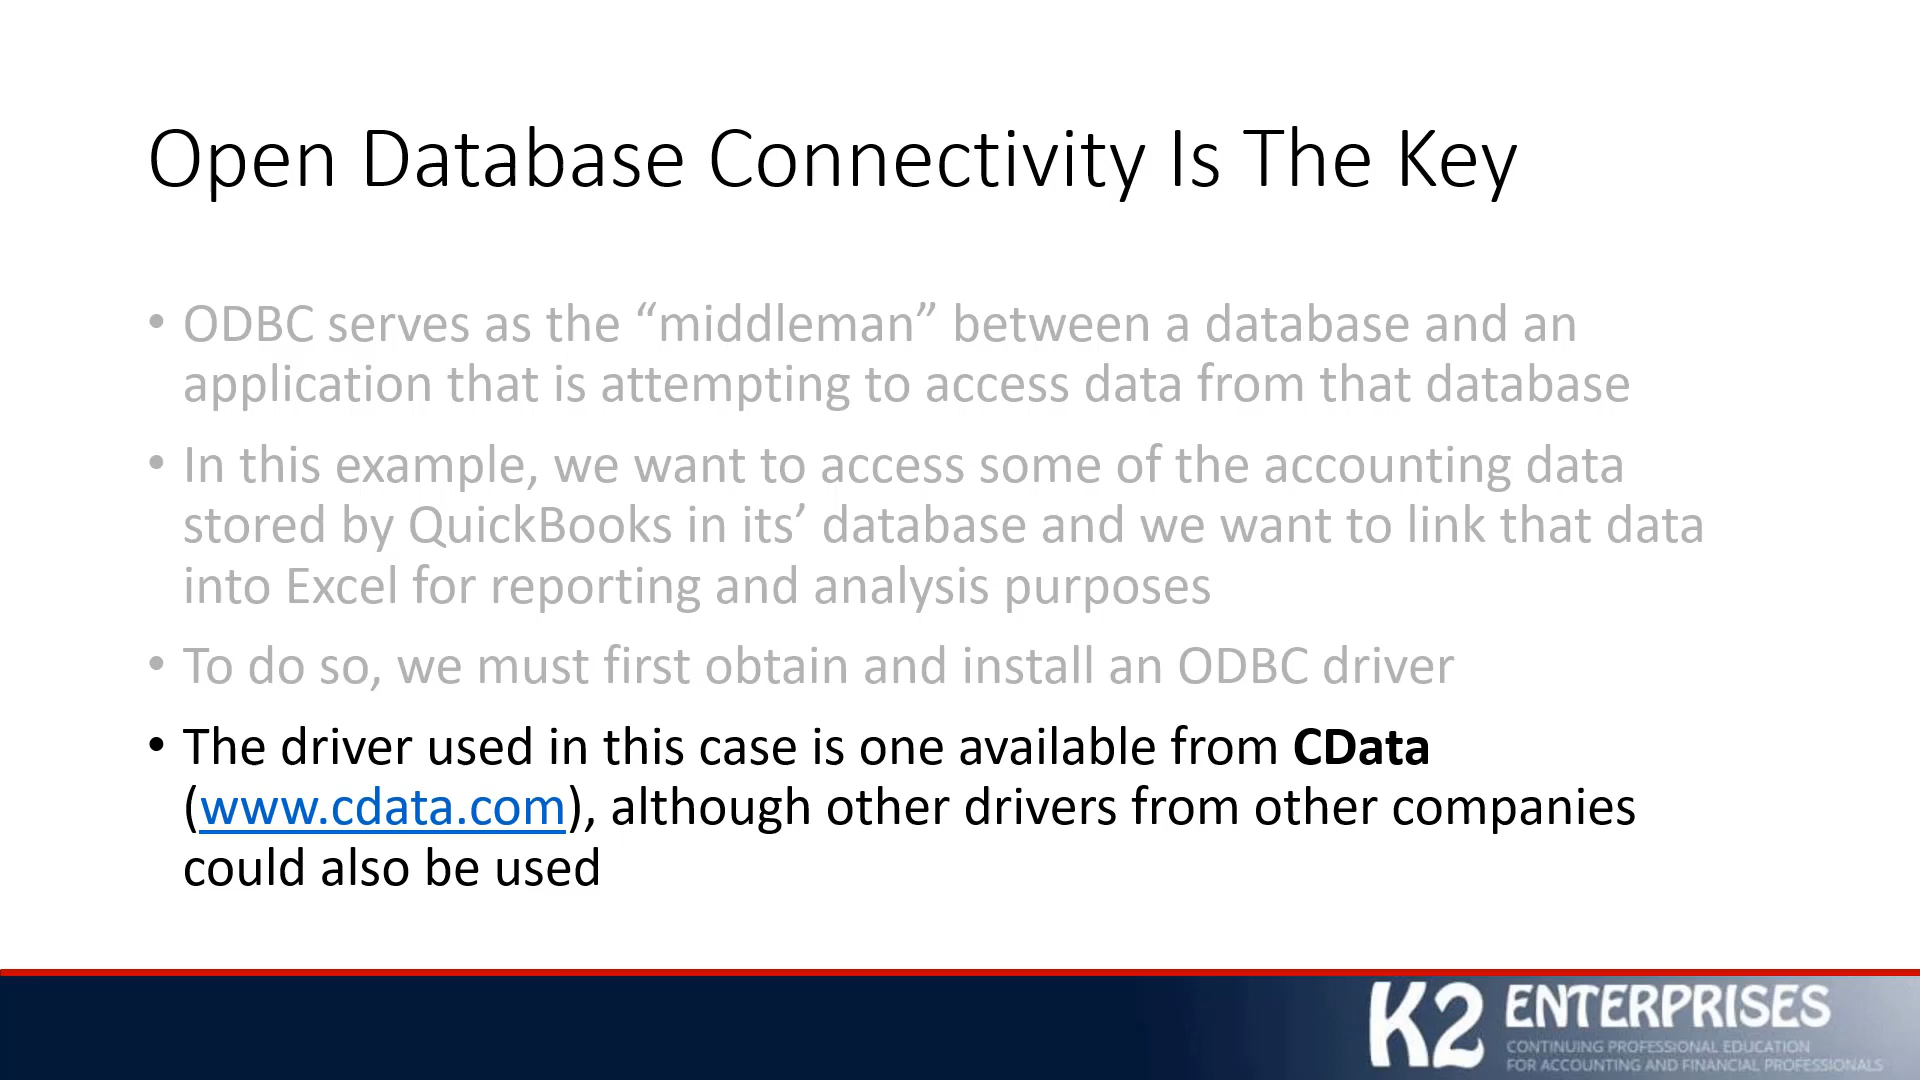 Open Database Connectivity Is The Key
• ODBC serves as the “middleman” between a database and an
application that is attempting to access data from that database
• In this example, we want to access some of the accounting data
stored by QuickBooks in its’ database and we want to link that data
into Excel for reporting and analysis purposes
• To do so, we must first obtain and install an ODBC driver
• The driver used in this case is one available from CData
(www.cdata.com), although other drivers from other companies
could also be used
K2 ENTERPRISES
CONTINUING PROFESSIONAL EDUCATION
FOR ACCOUNTING AND FINANCIAL PROFESSIONALS